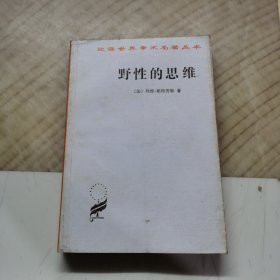 汉译世界学术名著丛书
野性的思维
〔法〕列维-斯特劳斯 著